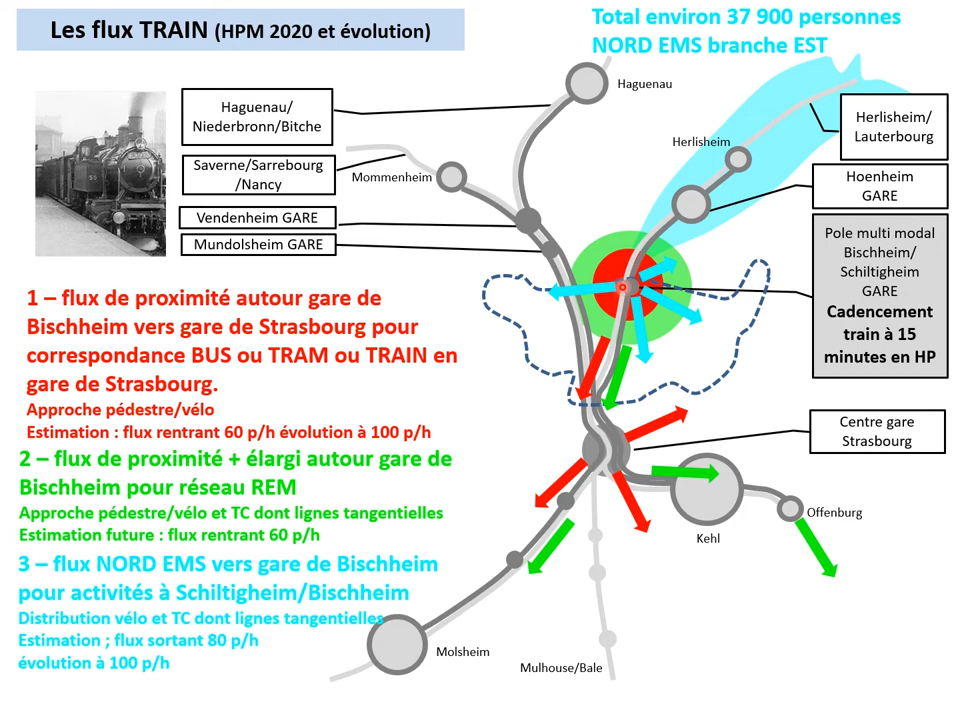 Les flux TRAIN (HPM 2020 et évolution)
Total environ 37 900 personnes
NORD EMS branche EST
Haguenau/
Niederbronn/Bitche
Saverne/Sarrebourg
/Nancy
Vendenheim GARE
Mundolsheim GARE
Haguenau
Mommenheim
Herlisheim
Herlisheim/
Lauterbourg
Hoenheim
GARE
Pole multi modal
Bischheim/
Schiltigheim
GARE
Cadencement
train à 15
minutes en HP
Centre gare
Strasbourg
1 – flux de proximité autour gare de
Bischheim vers gare de Strasbourg pour
correspondance BUS ou TRAM ou TRAIN en
gare de Strasbourg.
Approche pédestre/vélo
Estimation : flux rentrant 60 p/h évolution à 100 p/h
2 – flux de proximité + élargi autour gare de
Bischheim pour réseau REM
Approche pédestre/vélo et TC dont lignes tangentielles
Estimation future : flux rentrant 60 p/h
3 – flux NORD EMS vers gare de Bischheim
pour activités à Schiltigheim/Bischheim
Distribution vélo et TC dont lignes tangentielles
Estimation ; flux sortant 80 p/h
évolution à 100 p/h
Offenburg
Kehl
Molsheim
Mulhouse/Bale